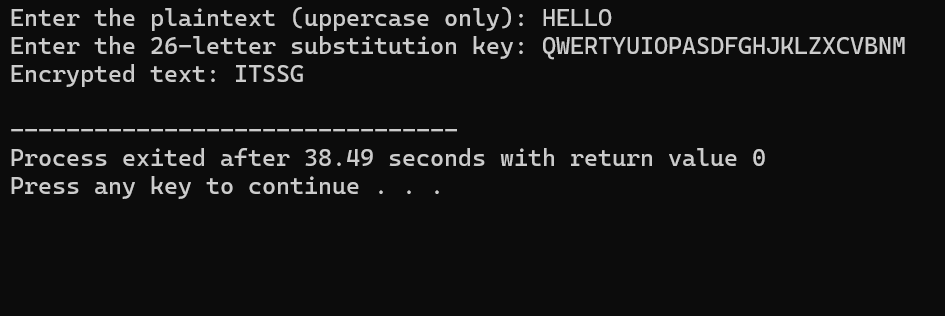 Enter the plaintext (uppercase only): HELLO
Enter the 26-letter substitution key: QWERTYUIOPASDFGHJKLZXCVBNM
Encrypted text: ITSSG

--------------------------------
Process exited after 38.49 seconds with return value 0
Press any key to continue . . .